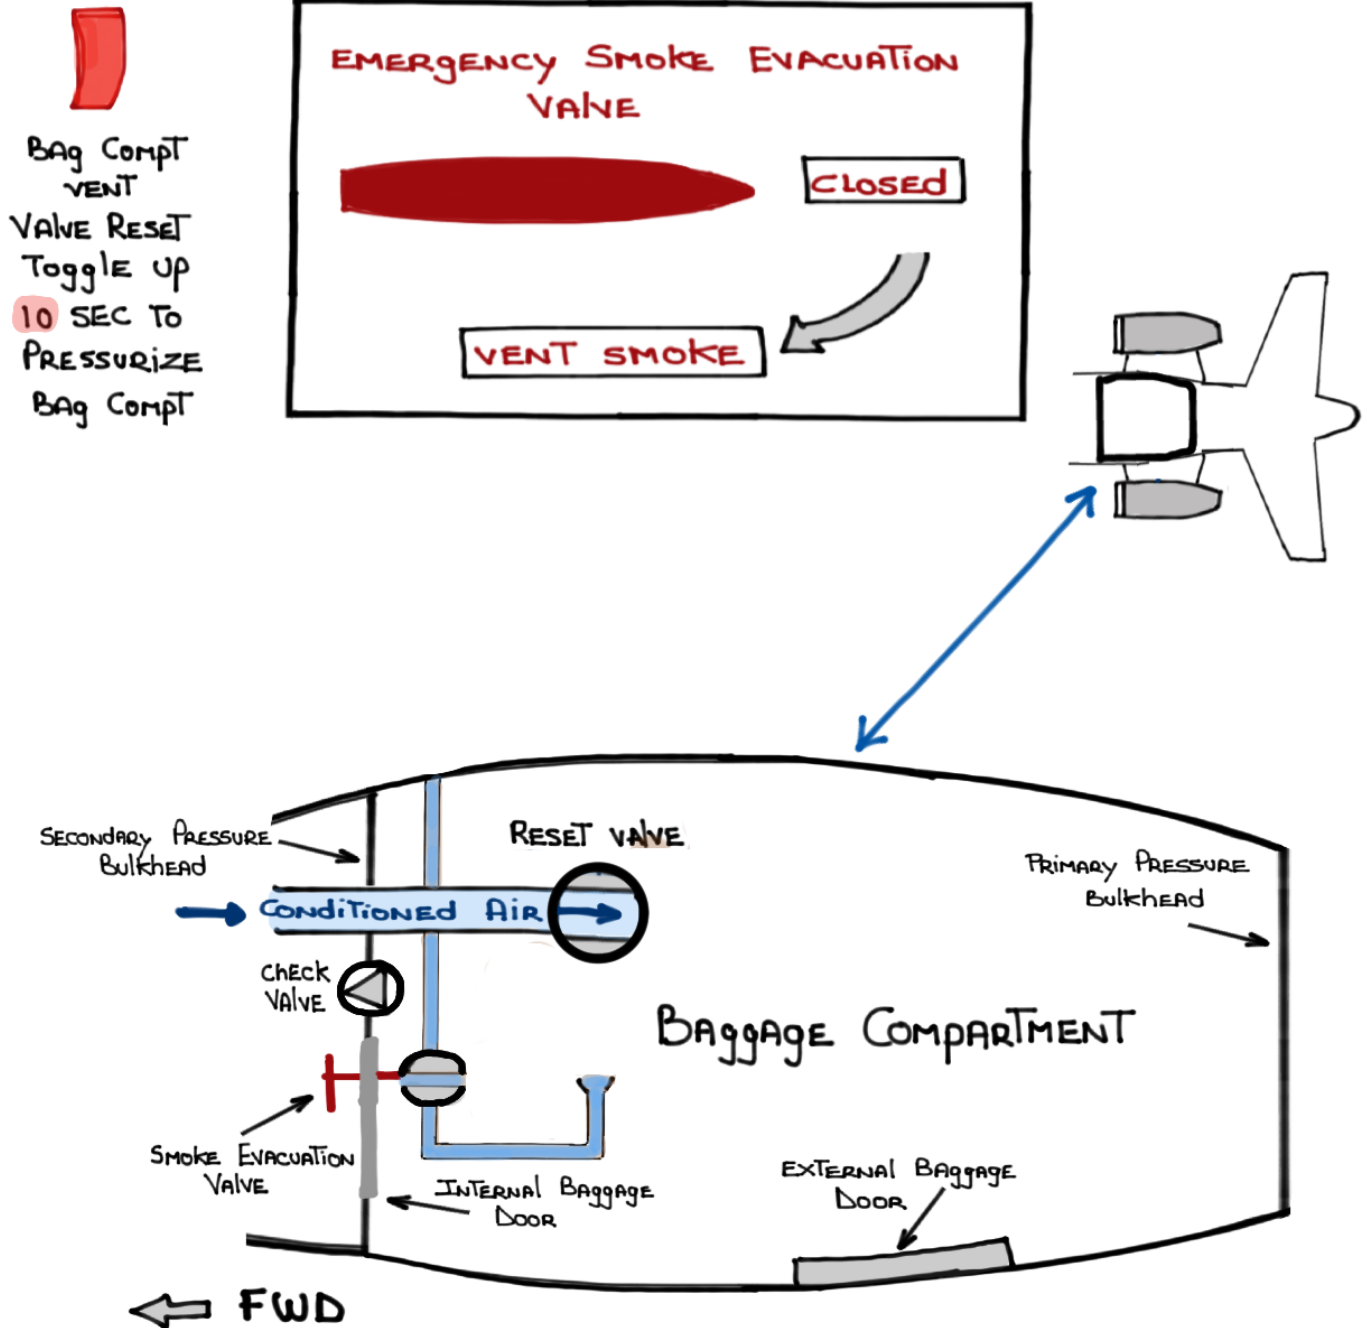 BAg COMPT
VENT
VAlVE RESET
TOgglE UP
10 SEC TO
PRESSURIZE
BAg COMPT
EMERgENCY SMOKE EVACUATION
VAlVE
CLOSED
VENT SMOKE
SECONDARY PRESSURE
BulKHEAD
RESET VALVE
PRIMARY PRESSURE
BulKHEAD
CONDITIONED AIR
CHECK
VALVE
BAggAgE COMPARTMENT
SMOKE EVACUATION
VALVE
INTERNAl BAggAgE
DOOR
EXTERNAl BAggAgE
DOOR
FWD